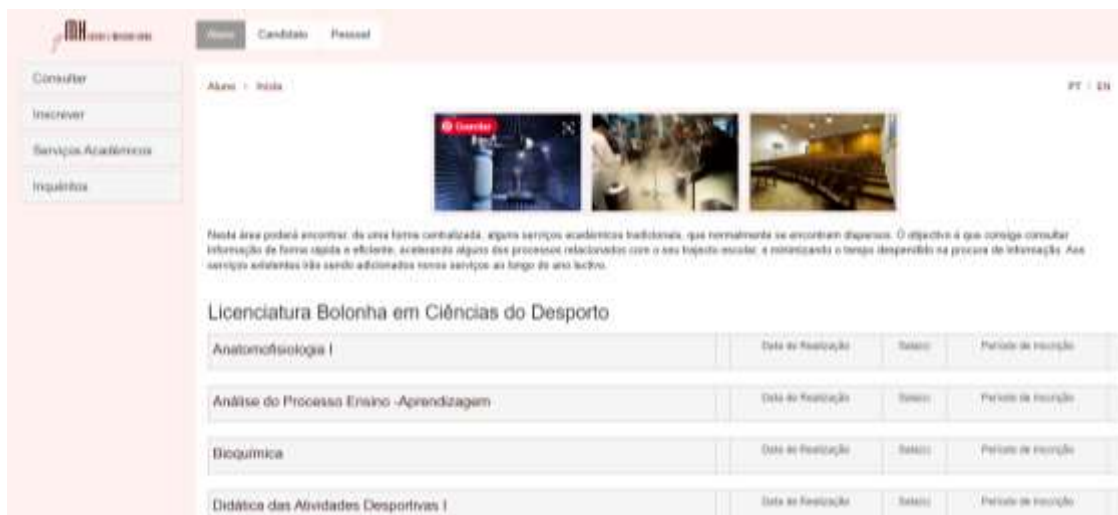 Aluno Candidato Pessoal
Consultar
Inscrever
Serviços Académicos
Inquéritos
Aluno > Início
PT | EN
Guardar
Nesta área poderá encontrar, de uma forma centralizada, alguns serviços académicos tradicionais, que normalmente se encontram dispersos. O objectivo é que consiga consultar
informação de forma rápida e eficiente, acelerando alguns dos processos relacionados com o seu trajecto escolar, e minimizando o tempo despendido na procura de informação. Aos
serviços existentes irão sendo adicionados novos serviços ao longo do ano lectivo.
Licenciatura Bolonha em Ciências do Desporto
Anatomofisiologia I Data de Realização Sala(s) Período de Inscrição
Análise do Processo Ensino -Aprendizagem Data de Realização Sala(s) Período de Inscrição
Bioquímica Data de Realização Sala(s) Período de Inscrição
Didática das Atividades Desportivas I Data de Realização Sala(s) Período de Inscrição